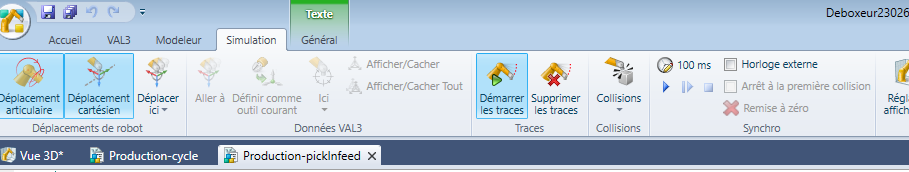 Texte
Deboxeur23026
Accueil VAL3 Modeleur Simulation Général
Déplacement articulaire
Déplacement cartésien
Déplacer ici
Aller à
Définir comme outil courant
Ici
Afficher/Cacher
Afficher/Cacher Tout
Démarrer les traces
Supprimer les traces
Collisions
100 ms
Horloge externe
Arrêt à la première collision
Remise à zéro
Régla
affich
Déplacements de robot
Données VAL3
Traces
Collisions
Synchro
Vue 3D* Production-cycle Production-pickInfeed